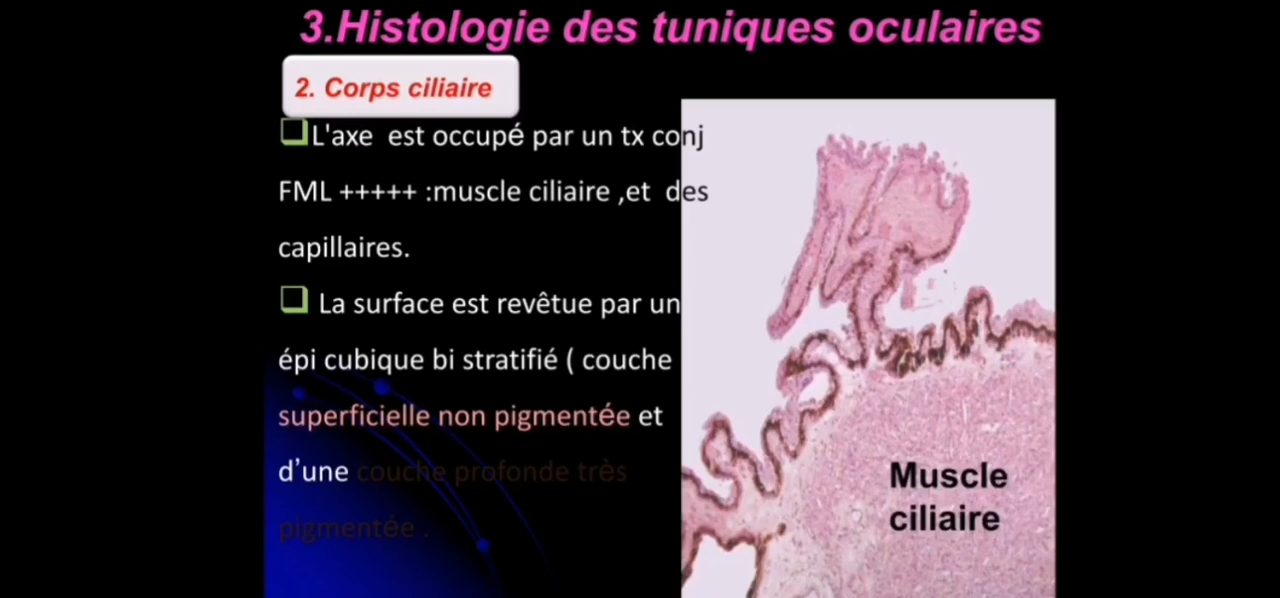 3.Histologie des tuniques oculaires
2. Corps ciliaire
L'axe est occupé par un tx conj
FML +++++ :muscle ciliaire ,et des
capillaires.
La surface est revêtue par un
épi cubique bi stratifié ( couche
superficielle non pigmentée et
d’une couche profonde très
pigmentée .
Muscle
ciliaire